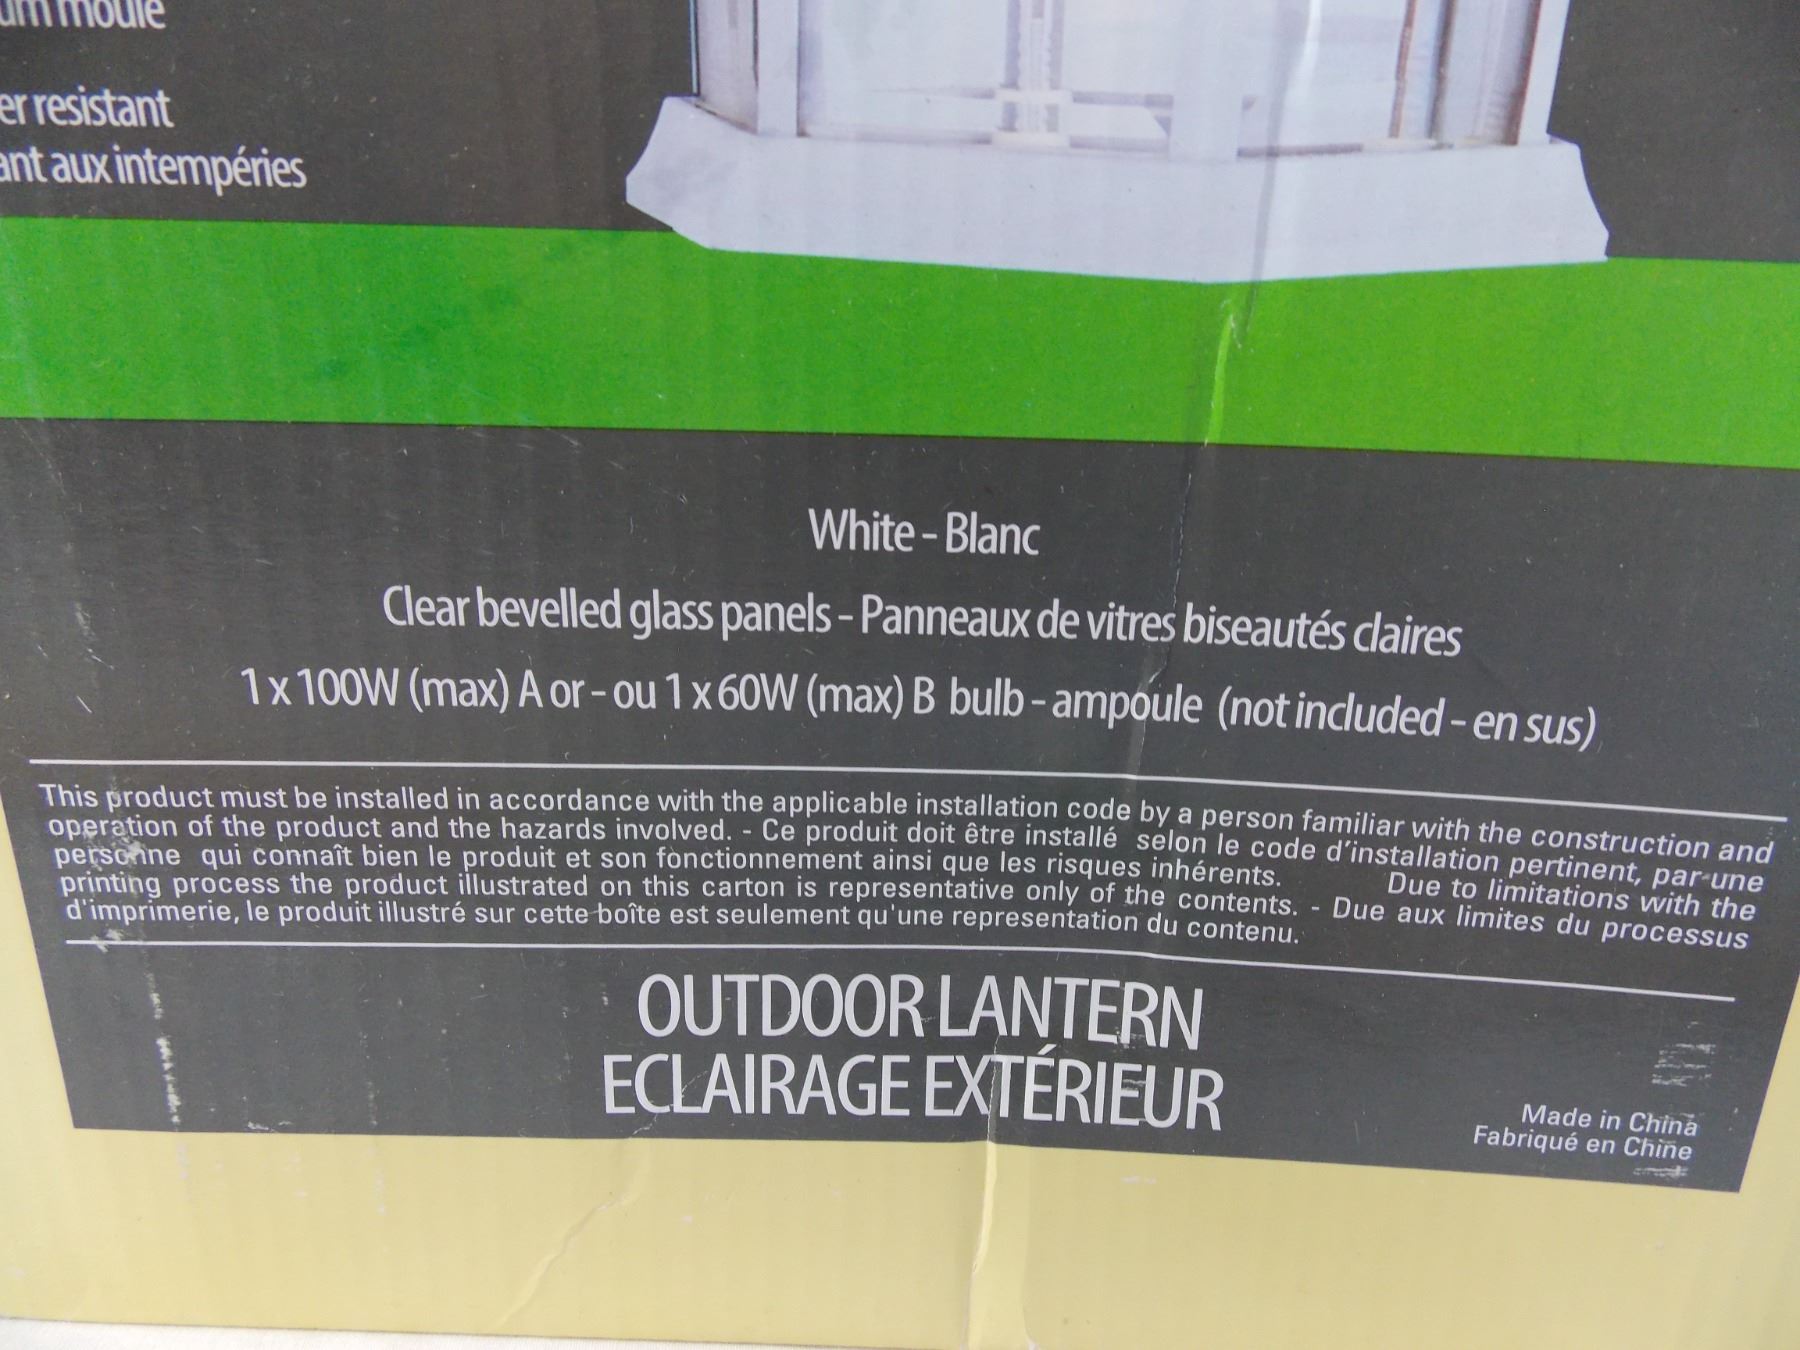 moulé
resistant
aux intempéries
White - Blanc
Clear bevelled glass panels - Panneaux de vitres biseautés claires
1 x 100W (max) A or - ou 1 x 60W (max) B bulb - ampoule (not included - en sus)
This product must be installed in accordance with the applicable installation code by a person familiar with the construction and
operation of the product and the hazards involved. - Ce produit doit être installé selon le code d'installation pertinent, par une
personne qui connaît bien le produit et son fonctionnement ainsi que les risques inhérents. Due to limitations with the
printing process the product illustrated on this carton is representative only of the contents. - Due aux limites du processus
d'imprimerie, le produit illustré sur cette boîte est seulement qu'une representation du contenu.
OUTDOOR LANTERN
ECLAIRAGE EXTÉRIEUR
Made in China
Fabriqué en Chine